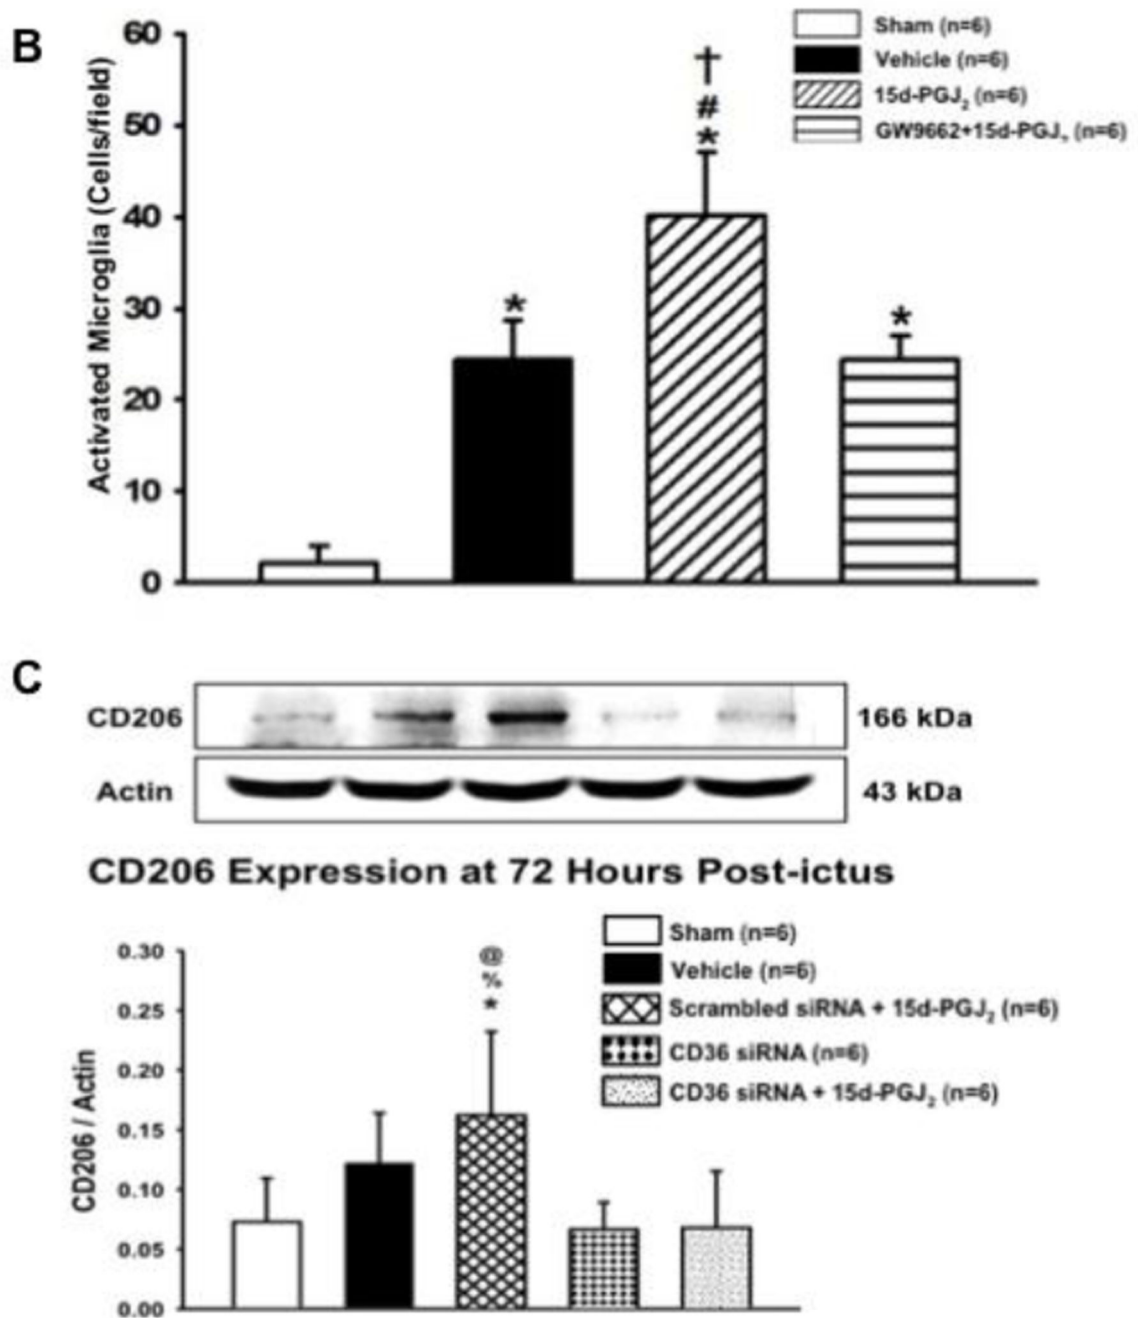 B
Activated Microglia (Cells/field)
60
50
40
30
20
10
0
†
#
*
*
*
Sham (n=6)
Vehicle (n=6)
15d-PGJ₂ (n=6)
GW9662+15d-PGJ₂ (n=6)
C
CD206 166 kDa
Actin 43 kDa
CD206 Expression at 72 Hours Post-ictus
CD206 / Actin
0.30
0.25
0.20
0.15
0.10
0.05
0.00
@
%
*
Sham (n=6)
Vehicle (n=6)
Scrambled siRNA + 15d-PGJ₂ (n=6)
CD36 siRNA (n=6)
CD36 siRNA + 15d-PGJ₂ (n=6)